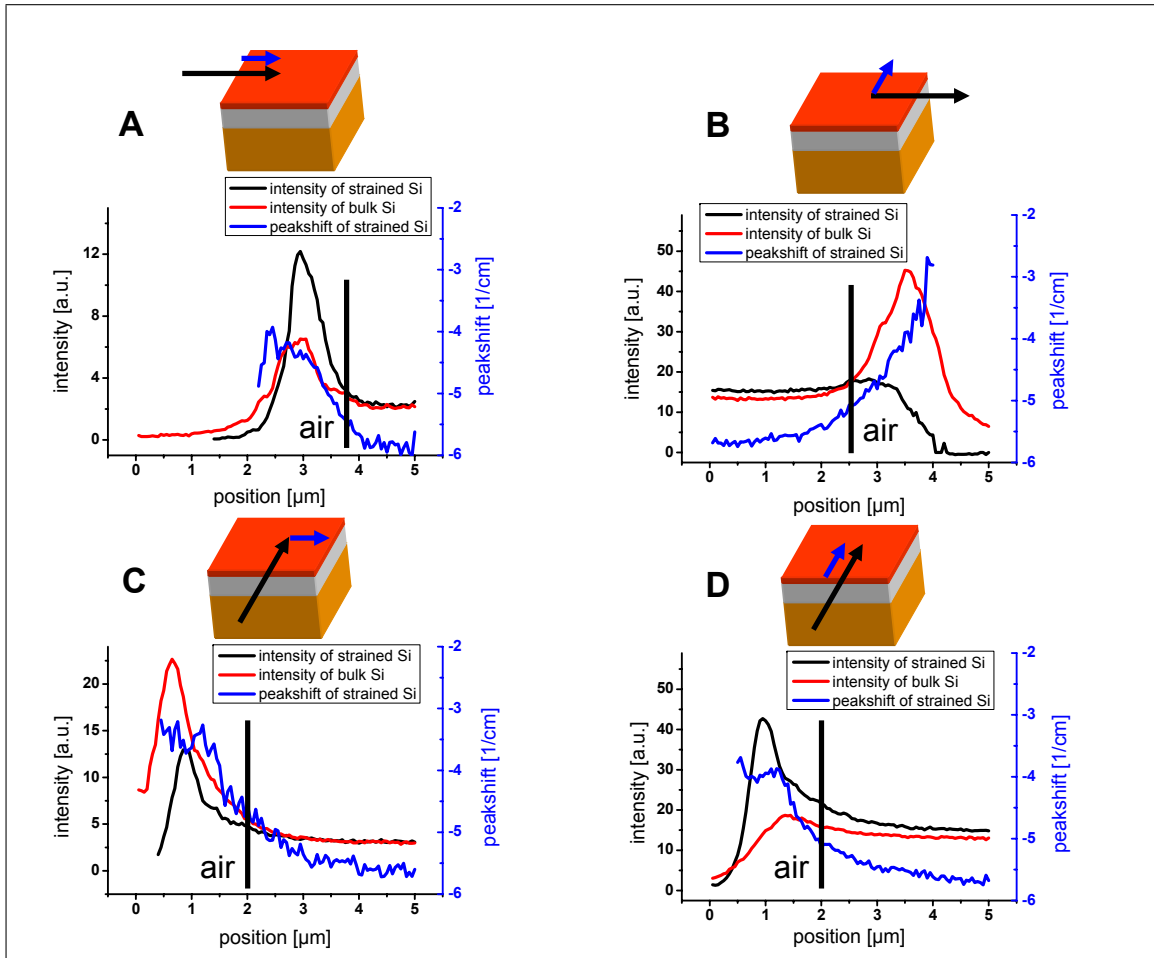 A
intensity of strained Si
intensity of bulk Si
peakshift of strained Si
12
8
4
0
intensity [a.u.]
-2
-3
-4
-5
-6
peakshift [1/cm]
air
0 1 2 3 4 5
position [µm]
B
intensity of strained Si
intensity of bulk Si
peakshift of strained Si
50
40
30
20
10
0
intensity [a.u.]
-2
-3
-4
-5
-6
peakshift [1/cm]
air
0 1 2 3 4 5
position [µm]
C
intensity of strained Si
intensity of bulk Si
peakshift of strained Si
20
15
10
5
0
intensity [a.u.]
-2
-3
-4
-5
-6
peakshift [1/cm]
air
0 1 2 3 4 5
position [µm]
D
intensity of strained Si
intensity of bulk Si
peakshift of strained Si
50
40
30
20
10
0
intensity [a.u.]
-2
-3
-4
-5
-6
peakshift [1/cm]
air
0 1 2 3 4 5
position [µm]